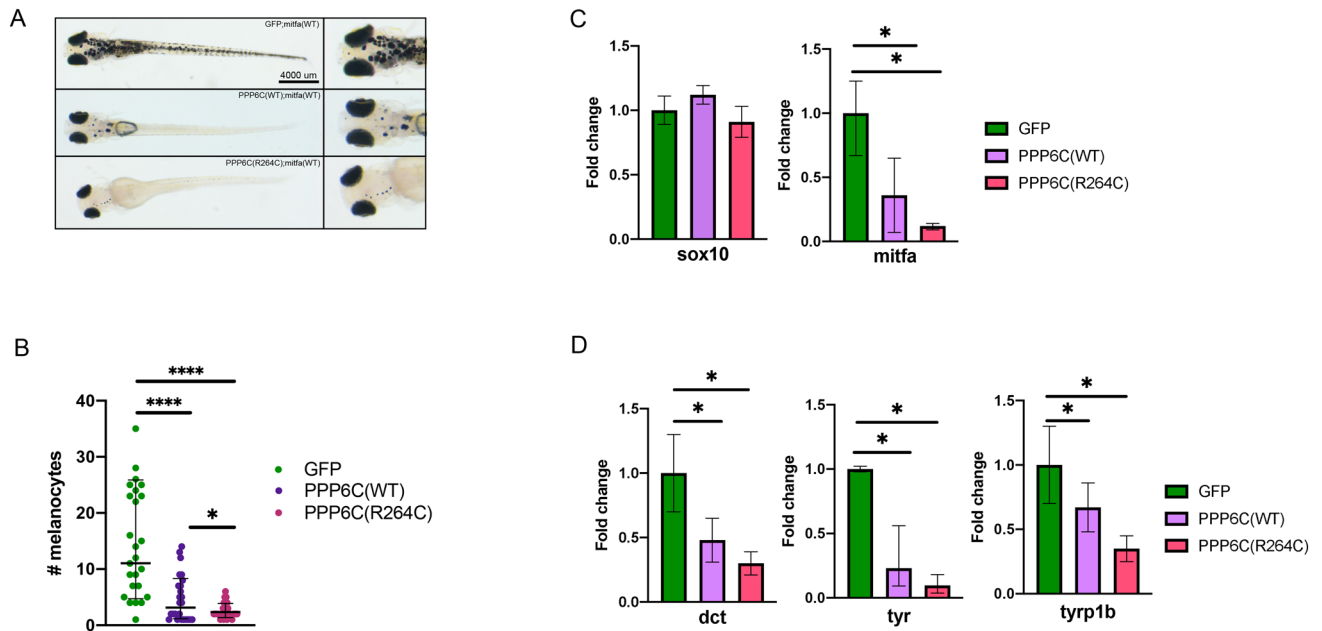 A
GFP;mitfa(WT)
4000 um
PPP6C(WT);mitfa(WT)
PPP6C(R264C);mitfa(WT)
B
****
****
*
# melanocytes
40
30
20
10
0
GFP
PPP6C(WT)
PPP6C(R264C)
C
Fold change
1.5
1.0
0.5
0.0
sox10
*
*
Fold change
1.5
1.0
0.5
0.0
mitfa
GFP
PPP6C(WT)
PPP6C(R264C)
D
*
*
Fold change
1.5
1.0
0.5
0.0
dct
*
*
Fold change
1.5
1.0
0.5
0.0
tyr
*
*
Fold change
1.5
1.0
0.5
0.0
tyrp1b
GFP
PPP6C(WT)
PPP6C(R264C)